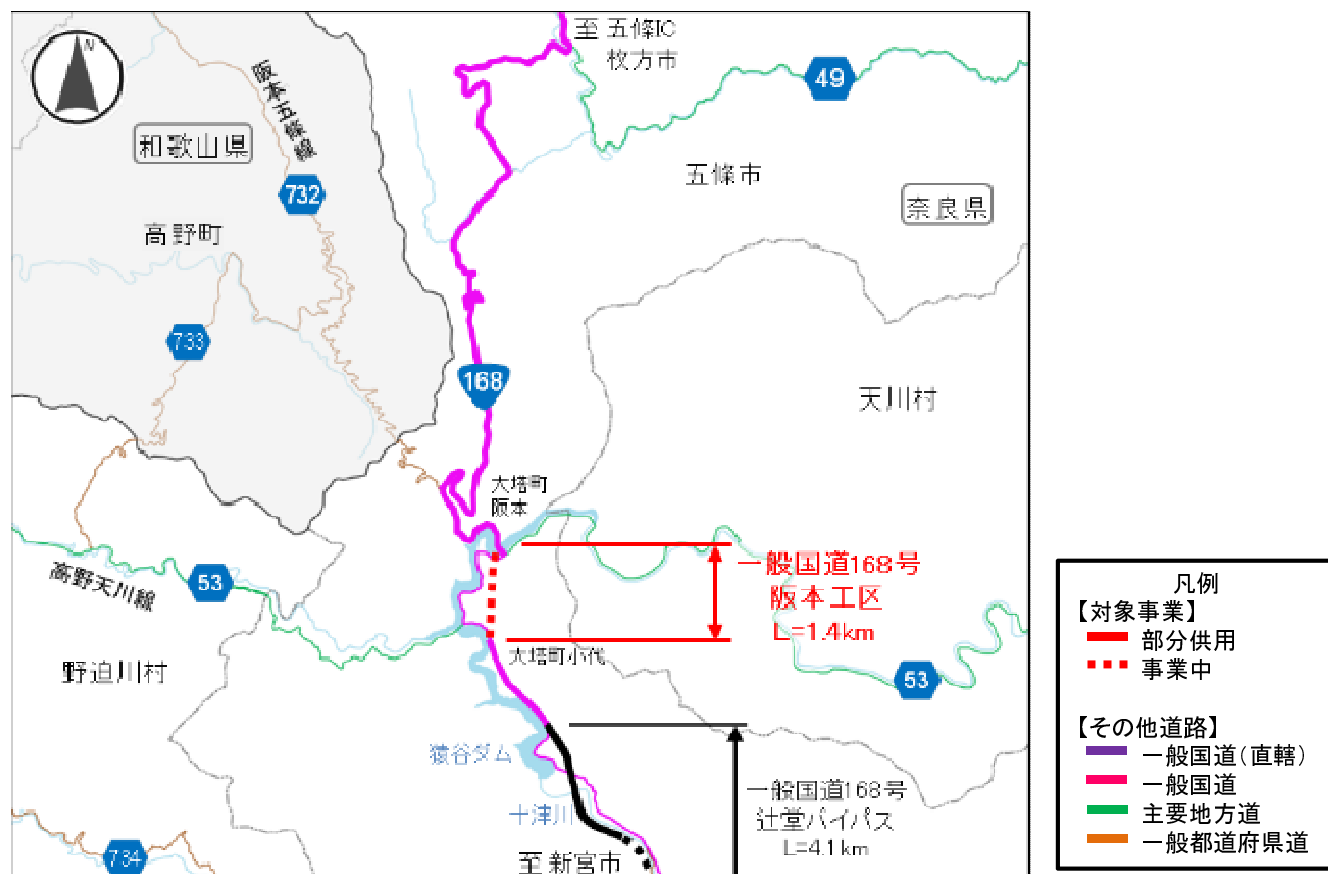 至 五條IC
枚方市
N
49
阪本五條線
和歌山県
五條市
732
奈良県
高野町
733
168
天川村
大塔町
阪本
一般国道168号
阪本工区
L=1.4km
高野天川線
53
大塔町小代
野迫川村
53
猿谷ダム
一般国道168号
辻堂バイパス
L=4.1km
十津川
至 新宮市
734
凡例
【対象事業】
部分供用
事業中
【その他道路】
一般国道(直轄)
一般国道
主要地方道
一般都道府県道